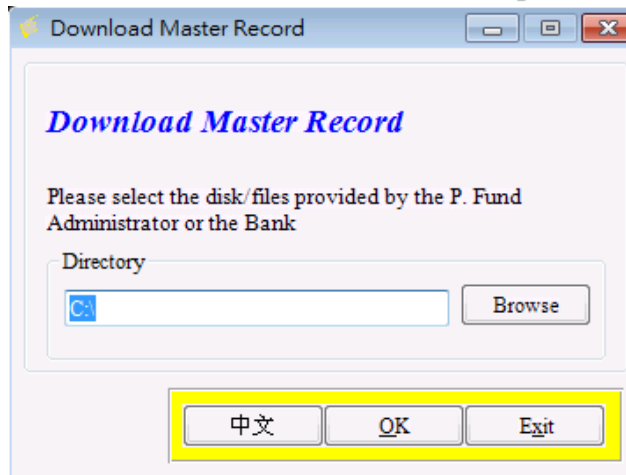 Download Master Record
Download Master Record
Please select the disk/files provided by the P. Fund
Administrator or the Bank
Directory
C:\
Browse
中文
OK
Exit